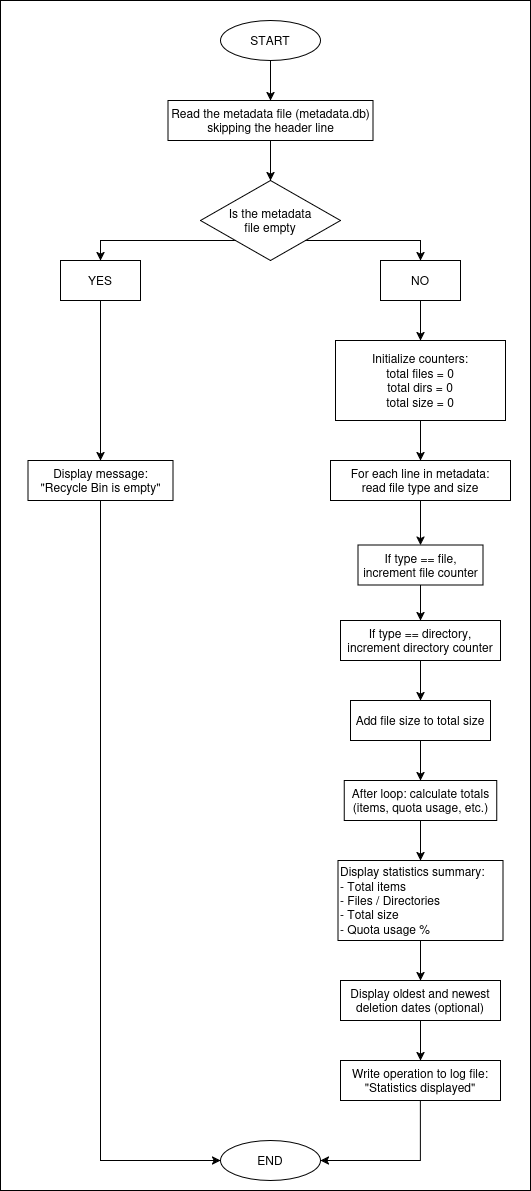 START
Read the metadata file (metadata.db)
skipping the header line
Is the metadata
file empty
YES
NO
Initialize counters:
total files = 0
total dirs = 0
total size = 0
Display message:
"Recycle Bin is empty"
For each line in metadata:
read file type and size
If type == file,
increment file counter
If type == directory,
increment directory counter
Add file size to total size
After loop: calculate totals
(items, quota usage, etc.)
Display statistics summary:
- Total items
- Files / Directories
- Total size
- Quota usage %
Display oldest and newest
deletion dates (optional)
Write operation to log file:
"Statistics displayed"
END